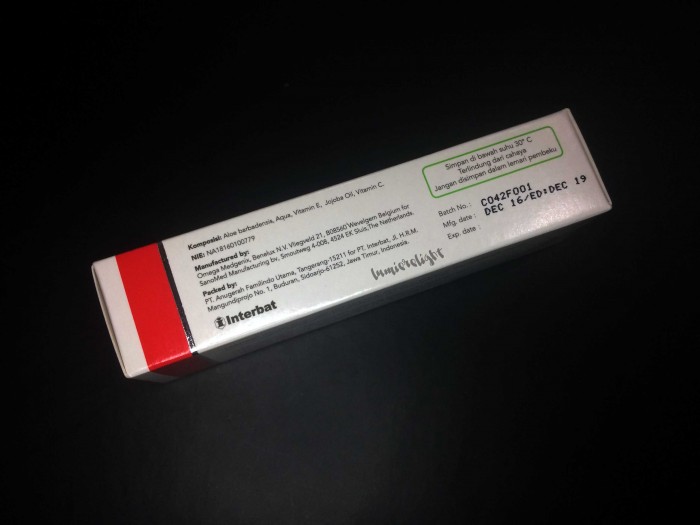 Komposisi: Aloe barbadensis, Aqua, Vitamin E, Jojoba Oil, Vitamin C.
NIE: NA18160100779
Manufactured by:
Omega Medgenix, Benelux N.V. Vliegveld 21, B08560 Wevelgem Belgium for
SanoMed Manufacturing bv, Smoutweg 4-008, 4524 EK Sluis, The Netherlands.
Packed by:
PT. Anugerah Familindo Utama, Tangerang-15211 for PT. Interbat, Jl. H.R.M.
Mangundiprojo No. 1, Buduran, Sidoarjo-61252, Jawa Timur, Indonesia.
Interbat
Simpan di bawah suhu 30° C
Terlindung dari cahaya
Jangan disimpan dalam lemari pembeku
Batch No. : C042F001
Mfg. date : DEC 16/ED:DEC 19
Exp. date :
lumierelight